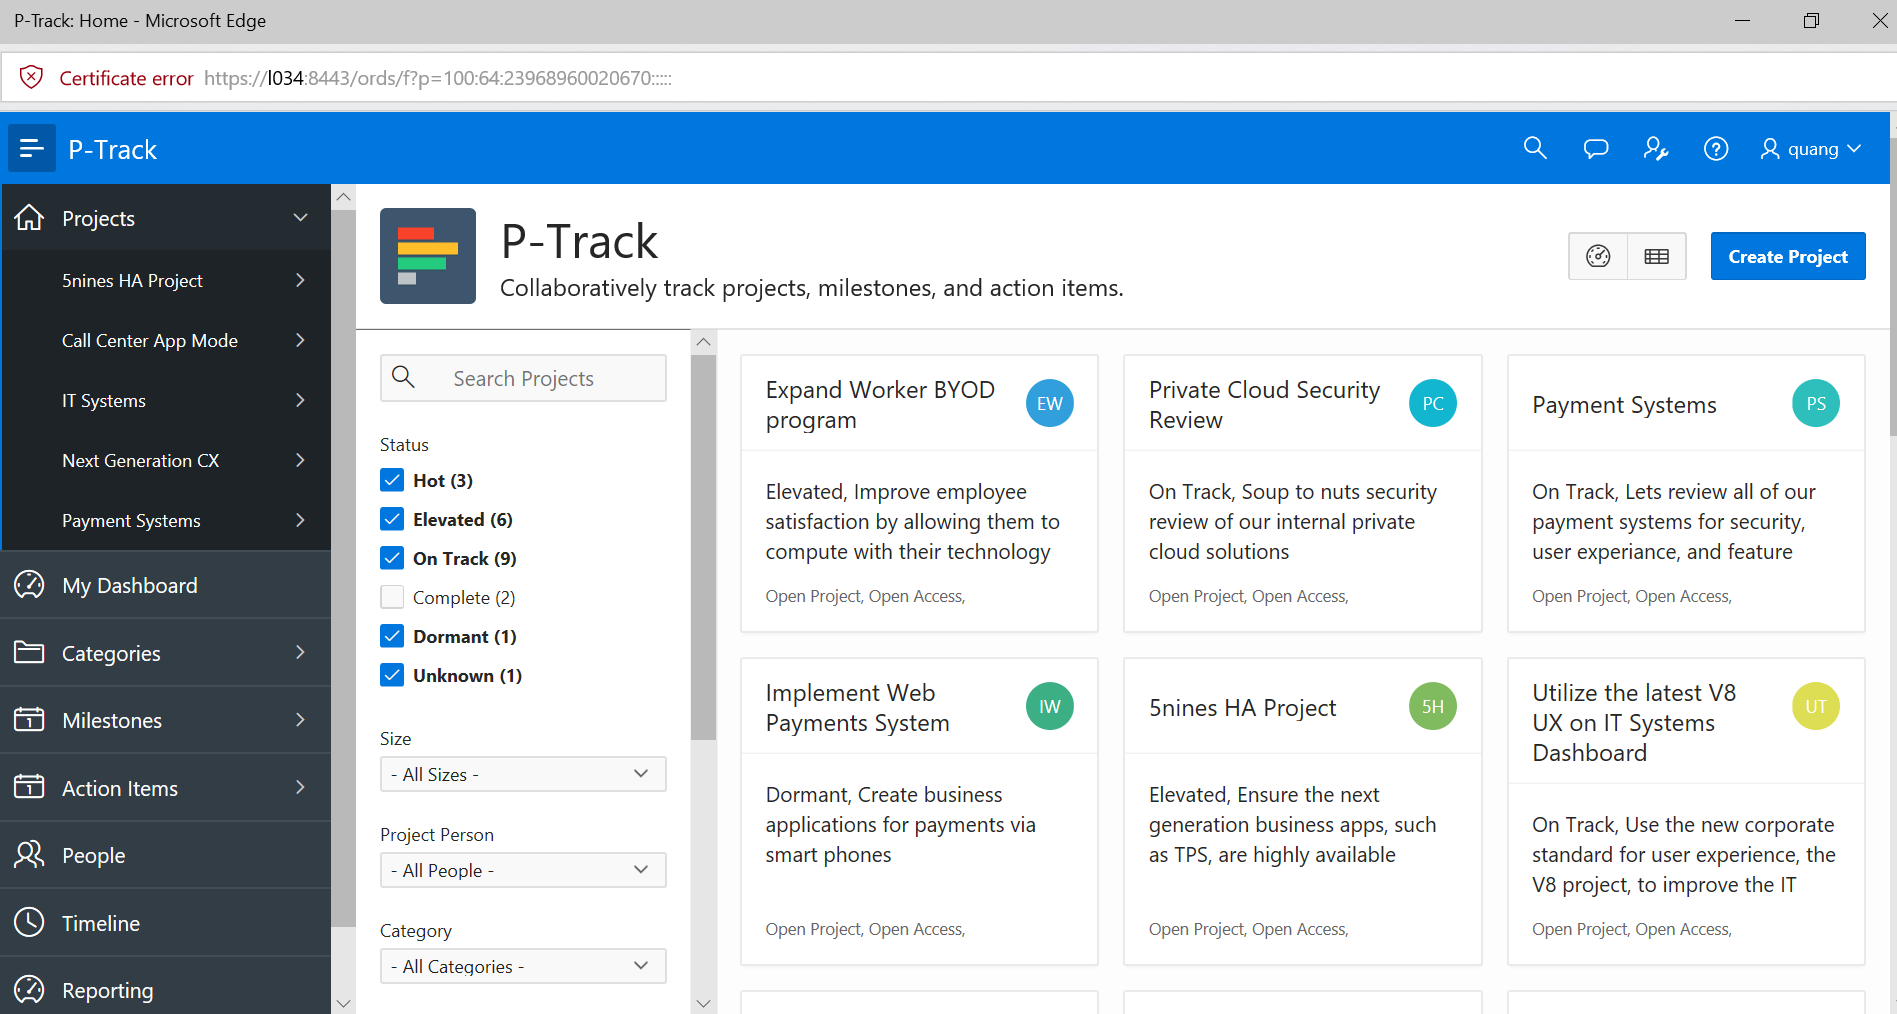 P-Track: Home - Microsoft Edge
Certificate error https://l034:8443/ords/f?p=100:64:23968960020670:::::
P-Track
quang
Projects
5nines HA Project
Call Center App Mode
IT Systems
Next Generation CX
Payment Systems
My Dashboard
Categories
1 Milestones
1 Action Items
People
Timeline
Reporting
P-Track
Collaboratively track projects, milestones, and action items.
Create Project
Search Projects
Status
Hot (3)
Elevated (6)
On Track (9)
Complete (2)
Dormant (1)
Unknown (1)
Size
- All Sizes -
Project Person
- All People -
Category
- All Categories -
Expand Worker BYOD
program
EW
Elevated, Improve employee
satisfaction by allowing them to
compute with their technology
Open Project, Open Access,
Private Cloud Security
Review
PC
On Track, Soup to nuts security
review of our internal private
cloud solutions
Open Project, Open Access,
Payment Systems
PS
On Track, Lets review all of our
payment systems for security,
user experiance, and feature
Open Project, Open Access,
Implement Web
Payments System
IW
Dormant, Create business
applications for payments via
smart phones
Open Project, Open Access,
5nines HA Project
5H
Elevated, Ensure the next
generation business apps, such
as TPS, are highly available
Open Project, Open Access,
Utilize the latest V8
UX on IT Systems
Dashboard
UT
On Track, Use the new corporate
standard for user experience, the
V8 project, to improve the IT
Open Project, Open Access,